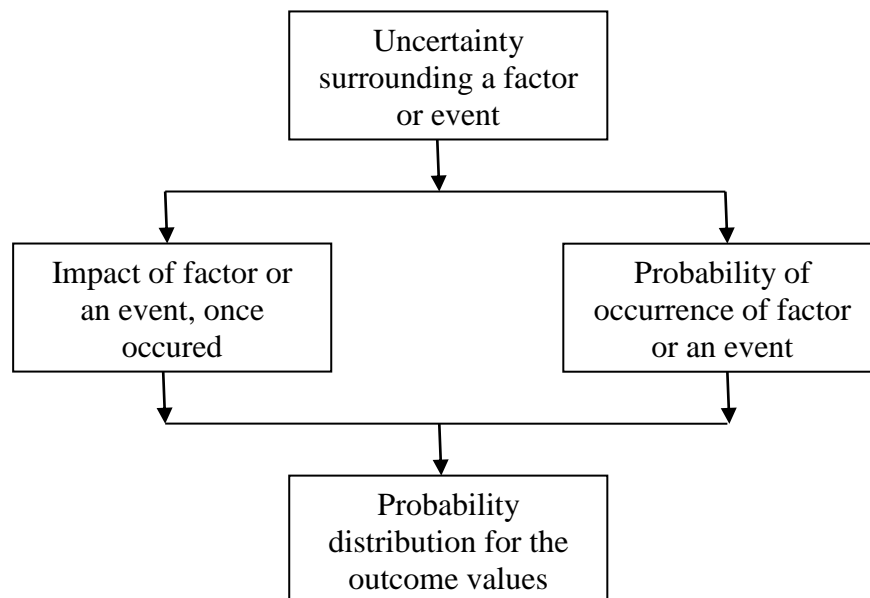 Uncertainty
surrounding a factor
or event
Impact of factor or
an event, once
occured
Probability of
occurrence of factor
or an event
Probability
distribution for the
outcome values